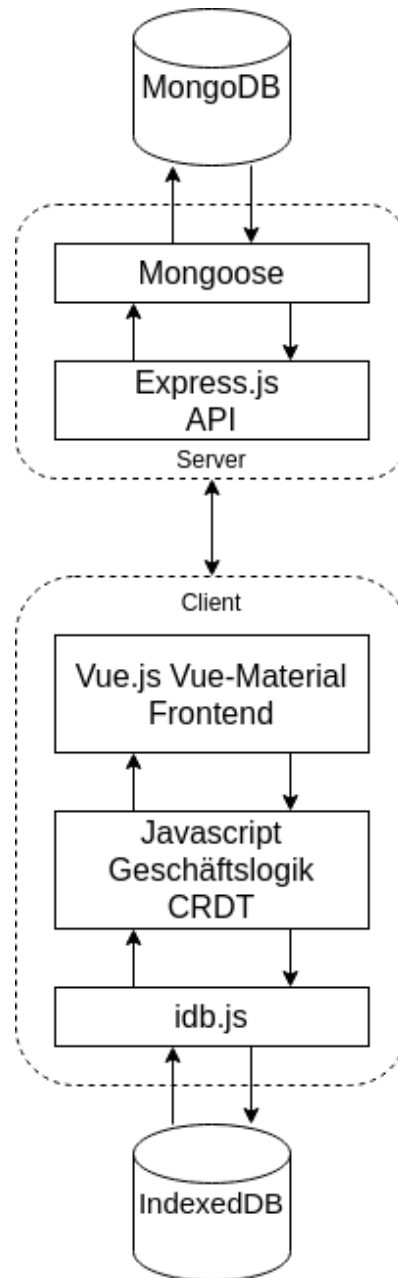 MongoDB
Mongoose
Express.js
API
Server
Client
Vue.js Vue-Material
Frontend
Javascript
Geschäftslogik
CRDT
idb.js
IndexedDB